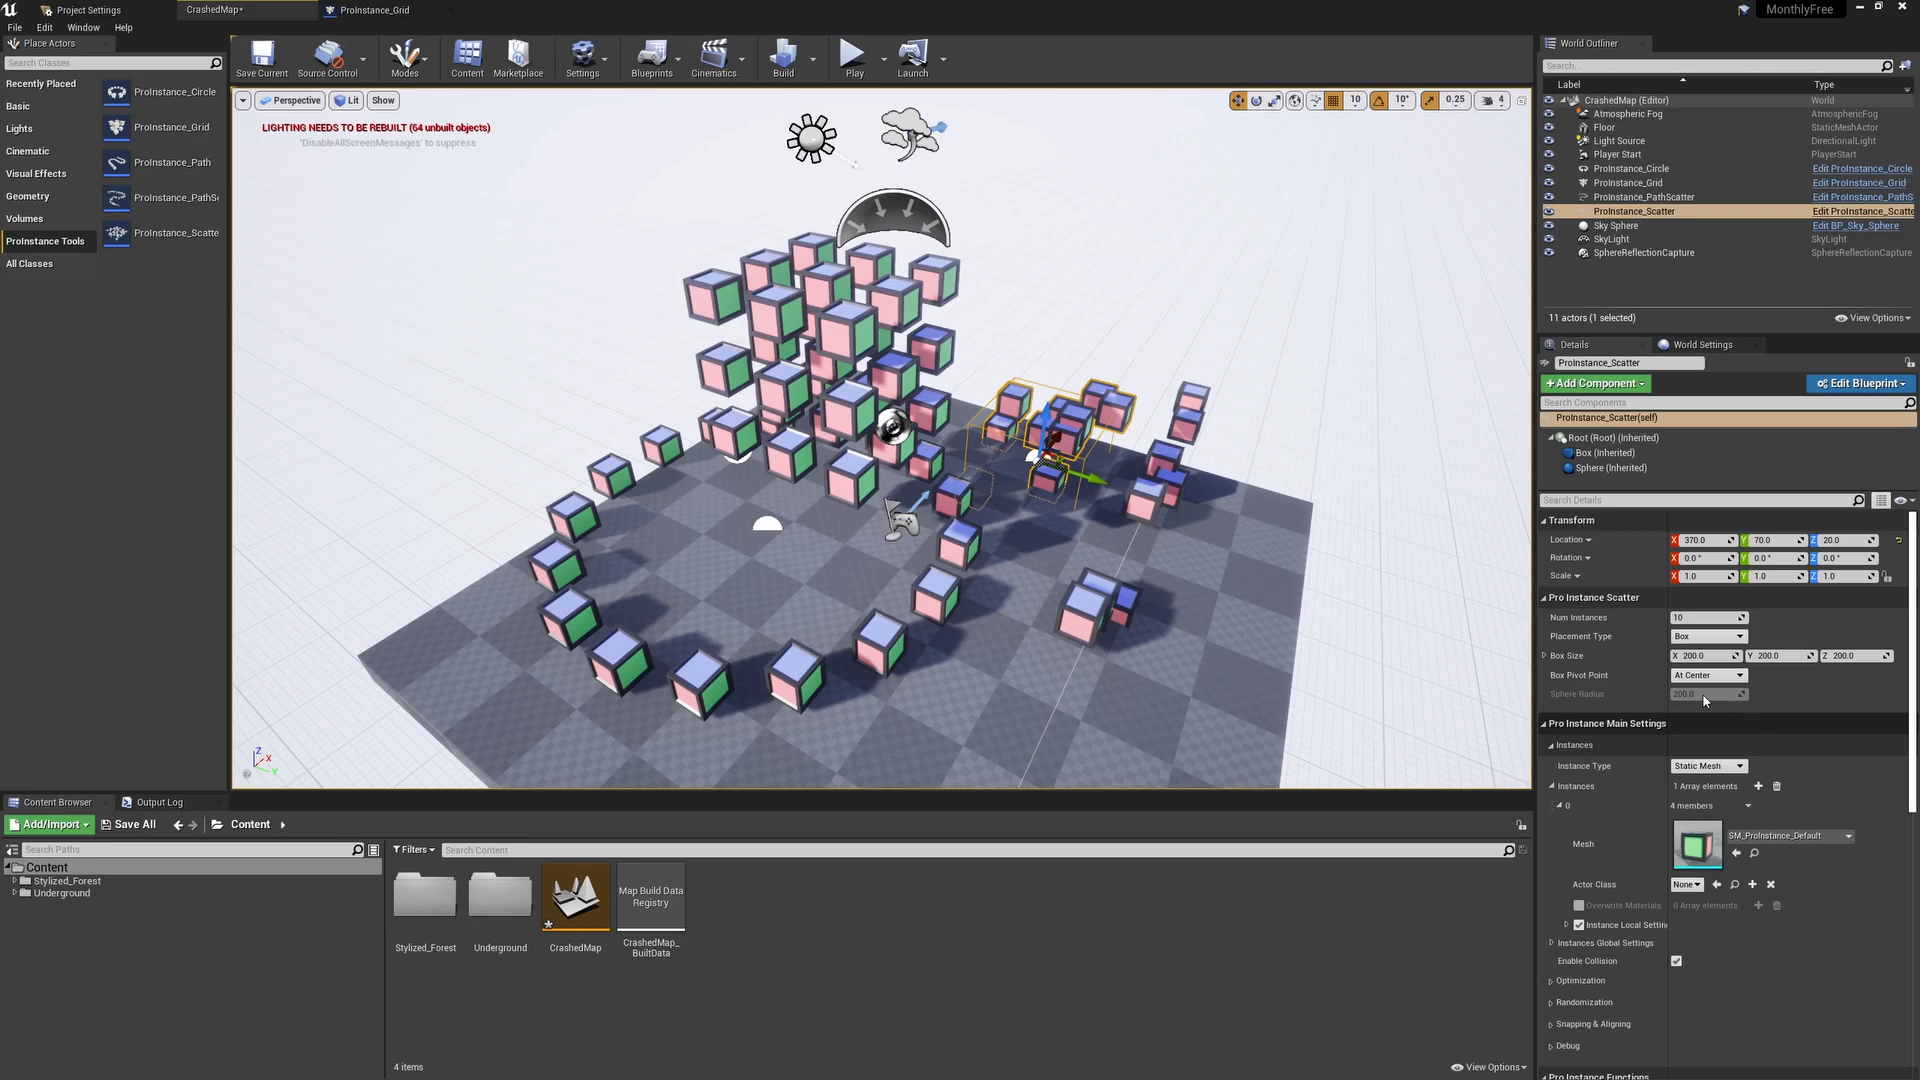 Project Settings
CrashedMap*
ProInstance_Grid
MonthlyFree
File Edit Window Help
Place Actors
Search Classes
Recently Placed
Basic
Lights
Cinematic
Visual Effects
Geometry
Volumes
ProInstance Tools
All Classes
ProInstance_Circle
ProInstance_Grid
ProInstance_Path
ProInstance_PathSc
ProInstance_Scatte
Save Current
Source Control
Modes
Content
Marketplace
Settings
Blueprints
Cinematics
Build
Play
Launch
Perspective Lit Show
10 10° 0.25 4
LIGHTING NEEDS TO BE REBUILT (64 unbuilt objects)
'DisableAllScreenMessages' to suppress
Z X Y
World Outliner
Search...
Label Type
CrashedMap (Editor) World
Atmospheric Fog AtmosphericFog
Floor StaticMeshActor
Light Source DirectionalLight
Player Start PlayerStart
ProInstance_Circle Edit ProInstance_Circle
ProInstance_Grid Edit ProInstance_Grid
ProInstance_PathScatter Edit ProInstance_PathS
ProInstance_Scatter Edit ProInstance_Scatte
Sky Sphere Edit BP_Sky_Sphere
SkyLight SkyLight
SphereReflectionCapture SphereReflectionCapture
11 actors (1 selected) View Options
Details World Settings
ProInstance_Scatter
+Add Component Edit Blueprint
Search Components
ProInstance_Scatter(self)
Root (Root) (Inherited)
Box (Inherited)
Sphere (Inherited)
Search Details
Transform
Location X 370.0 Y 70.0 Z 20.0
Rotation X 0.0 ° Y 0.0 ° Z 0.0 °
Scale X 1.0 Y 1.0 Z 1.0
Pro Instance Scatter
Num Instances 10
Placement Type Box
Box Size X 200.0 Y 200.0 Z 200.0
Box Pivot Point At Center
Sphere Radius 200.0
Pro Instance Main Settings
Instances
Instance Type Static Mesh
Instances 1 Array elements
0 4 members
Mesh SM_ProInstance_Default
Actor Class None
Overwrite Materials 0 Array elements
Instance Local Settin
Instances Global Settings
Enable Collision
Optimization
Randomization
Snapping & Aligning
Debug
Pro Instance Functions
Content Browser Output Log
Add/Import Save All Content
Search Paths
Content
Stylized_Forest
Underground
Filters Search Content
Map Build Data
Registry
Stylized_Forest
Underground
CrashedMap
CrashedMap_
BuiltData
4 items View Options